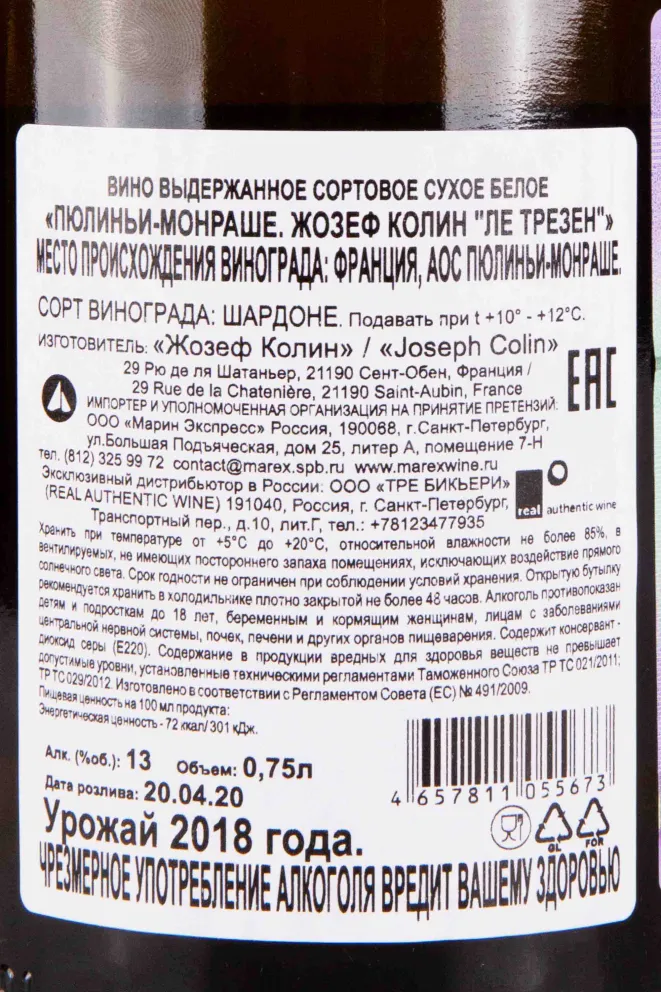 ВИНО ВЫДЕРЖАННОЕ СОРТОВОЕ СУХОЕ БЕЛОЕ
«ПЮЛИНЬИ-МОНРАШЕ. ЖОЗЕФ КОЛИН "ЛЕ ТРЕЗЕН"»
МЕСТО ПРОИСХОЖДЕНИЯ ВИНОГРАДА: ФРАНЦИЯ, АОС ПЮЛИНЬИ-МОНРАШЕ.
СОРТ ВИНОГРАДА: ШАРДОНЕ. Подавать при t +10° - +12°C.
ИЗГОТОВИТЕЛЬ: «Жозеф Колин» / «Joseph Colin»
29 Рю де ля Шатаньер, 21190 Сент-Обен, Франция /
29 Rue de la Chatenière, 21190 Saint-Aubin, France
EAC
ИМПОРТЕР И УПОЛНОМОЧЕННАЯ ОРГАНИЗАЦИЯ НА ПРИНЯТИЕ ПРЕТЕНЗИЙ:
ООО «Марин Экспресс» Россия, 190068, г.Санкт-Петербург,
ул.Большая Подъяческая, дом 25, литер А, помещение 7-Н
тел. (812) 325 99 72 contact@marex.spb.ru www.marexwine.ru
Эксклюзивный дистрибьютор в России: ООО «ТРЕ БИКЬЕРИ»
(REAL AUTHENTIC WINE) 191040, Россия, г. Санкт-Петербург,
Транспортный пер., д.10, лит.Г, тел.: +78123477935
real authentic wine
Хранить при температуре от +5°C до +20°C, относительной влажности не более 85%, в
вентилируемых, не имеющих постороннего запаха помещениях, исключающих воздействие прямого
солнечного света. Срок годности не ограничен при соблюдении условий хранения. Открытую бутылку
рекомендуется хранить в холодильнике плотно закрытой не более 48 часов. Алкоголь противопоказан
детям и подросткам до 18 лет, беременным и кормящим женщинам, лицам с заболеваниями
центральной нервной системы, почек, печени и других органов пищеварения. Содержит консервант -
диоксид серы (Е220). Содержание в продукции вредных для здоровья веществ не превышает
допустимые уровни, установленные техническими регламентами Таможенного Союза ТР ТС 021/2011;
ТР ТС 029/2012. Изготовлено в соответствии с Регламентом Совета (ЕС) № 491/2009.
Пищевая ценность на 100 мл продукта:
Энергетическая ценность - 72 ккал/301 кДж.
Алк. (%об.): 13 Объем: 0,75л
Дата розлива: 20.04.20
4 657811 055673
GL FOR
Урожай 2018 года.
ЧРЕЗМЕРНОЕ УПОТРЕБЛЕНИЕ АЛКОГОЛЯ ВРЕДИТ ВАШЕМУ ЗДОРОВЬЮ